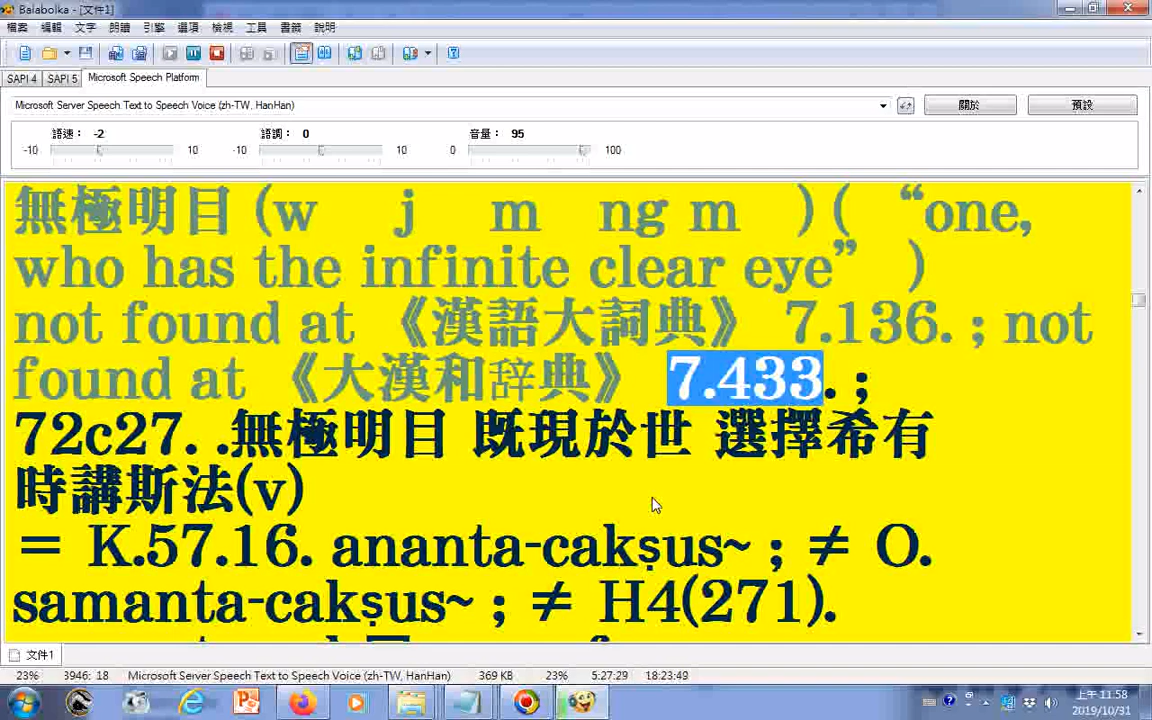 Balabolka - [文件1]
檔案 編輯 文字 朗讀 引擎 選項 檢視 工具 書籤 說明
SAPI 4 SAPI 5 Microsoft Speech Platform
Microsoft Server Speech Text to Speech Voice (zh-TW, HanHan) 關於 預設
語速： -2 語調： 0 音量： 95
-10 10 -10 10 0 100
無極明目 (w j m ng m ) ( “one,
who has the infinite clear eye” )
not found at 《漢語大詞典》 7.136. ; not
found at 《大漢和辞典》 7.433. ;
72c27. .無極明目 既現於世 選擇希有
時講斯法(v)
= K.57.16. ananta-cakṣus~ ; ≠ O.
samanta-cakṣus~ ; ≠ H4(271).
文件1
23% 3946: 18 Microsoft Server Speech Text to Speech Voice (zh-TW, HanHan) 369 KB 23% 5:27:29 18:23:49
上午 11:58
2019/10/31